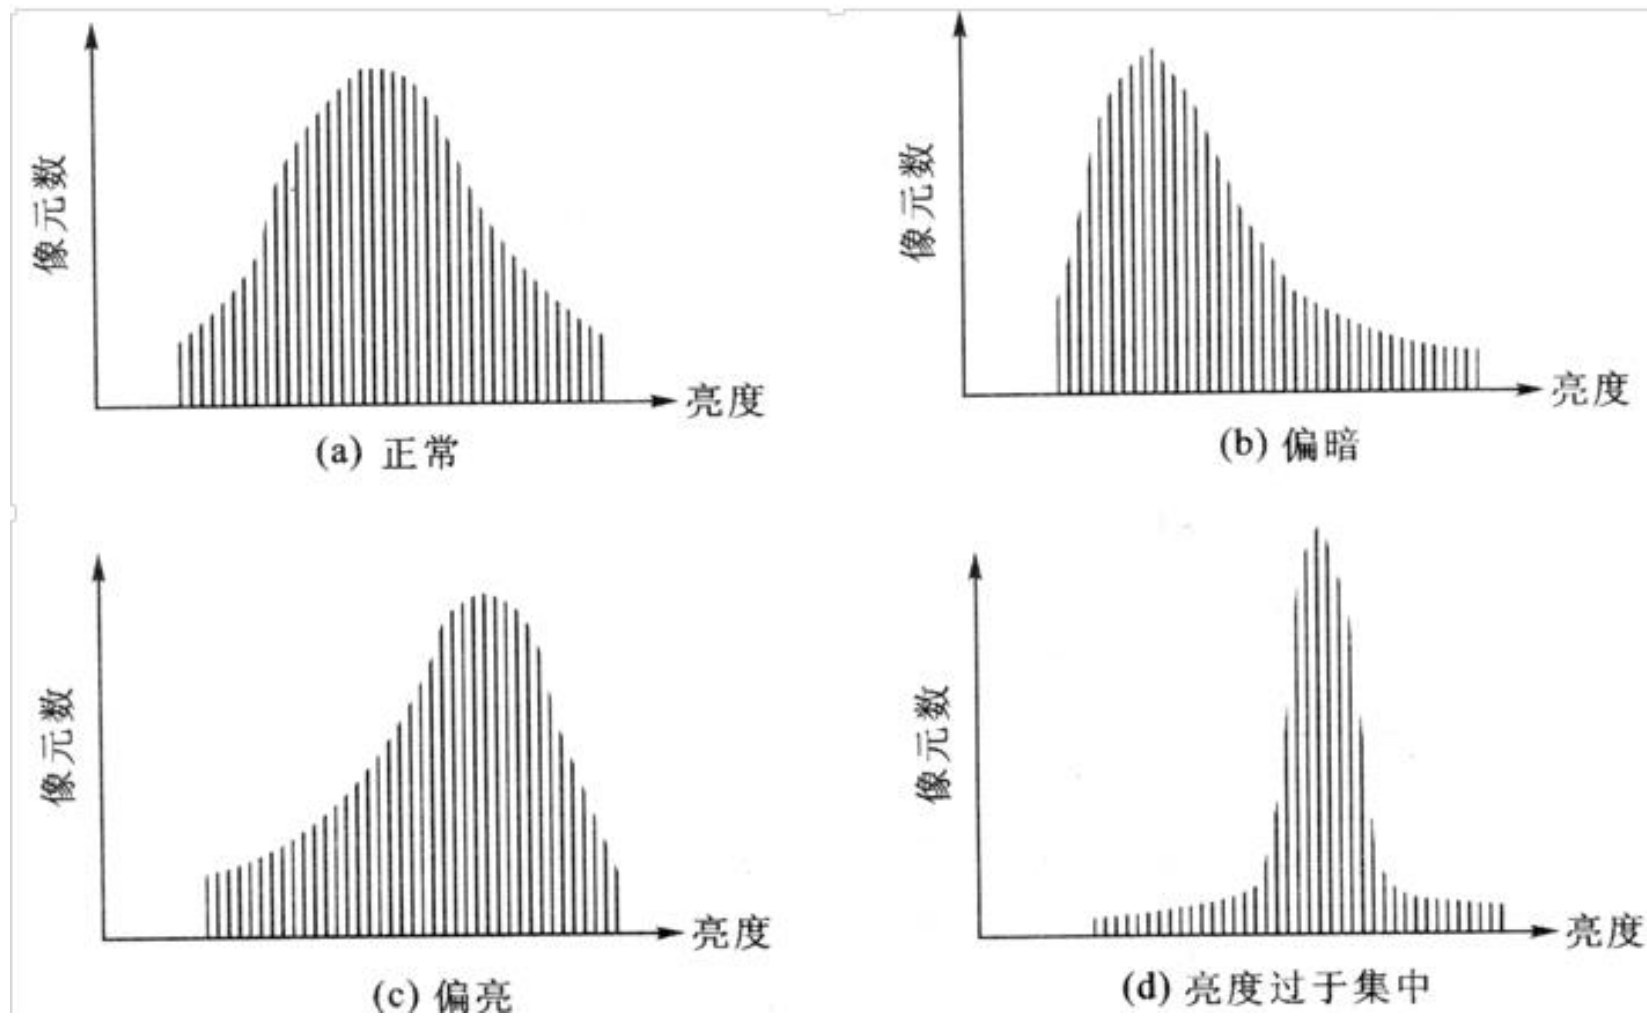 像元数
亮度
(a) 正常
像元数
亮度
(b) 偏暗
像元数
亮度
(c) 偏亮
像元数
亮度
(d) 亮度过于集中